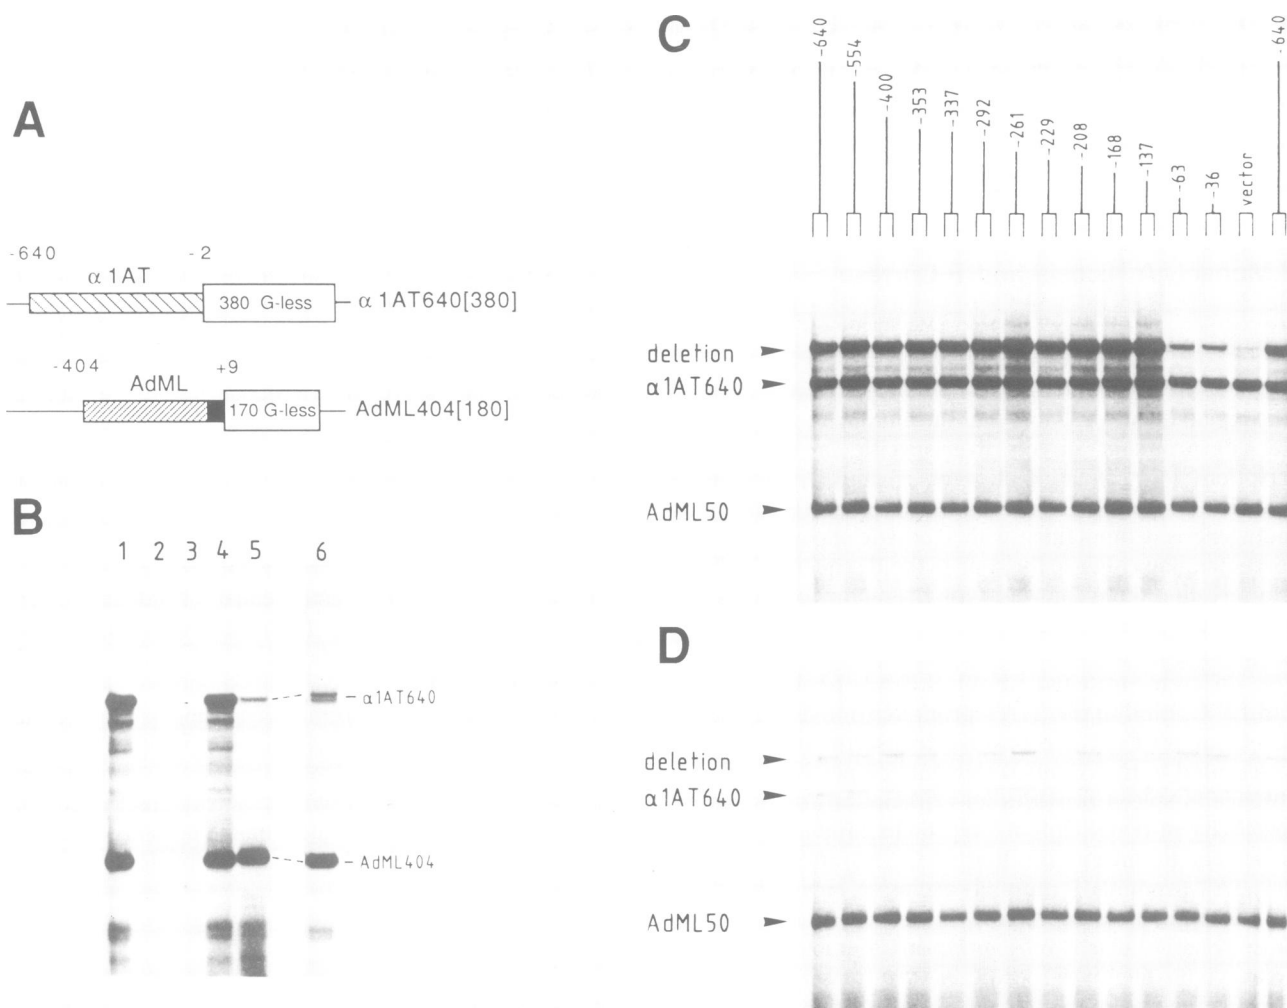 A
-640 -2
α1AT
380 G-less
α1AT640[380]
-404 +9
AdML
170 G-less
AdML404[180]
B
1 2 3 4 5 6
α1AT640
AdML404
C
-640 -554 -400 -353 -337 -292 -261 -229 -208 -168 -137 -63 -36 vector -640
deletion
α1AT640
AdML50
D
deletion
α1AT640
AdML50